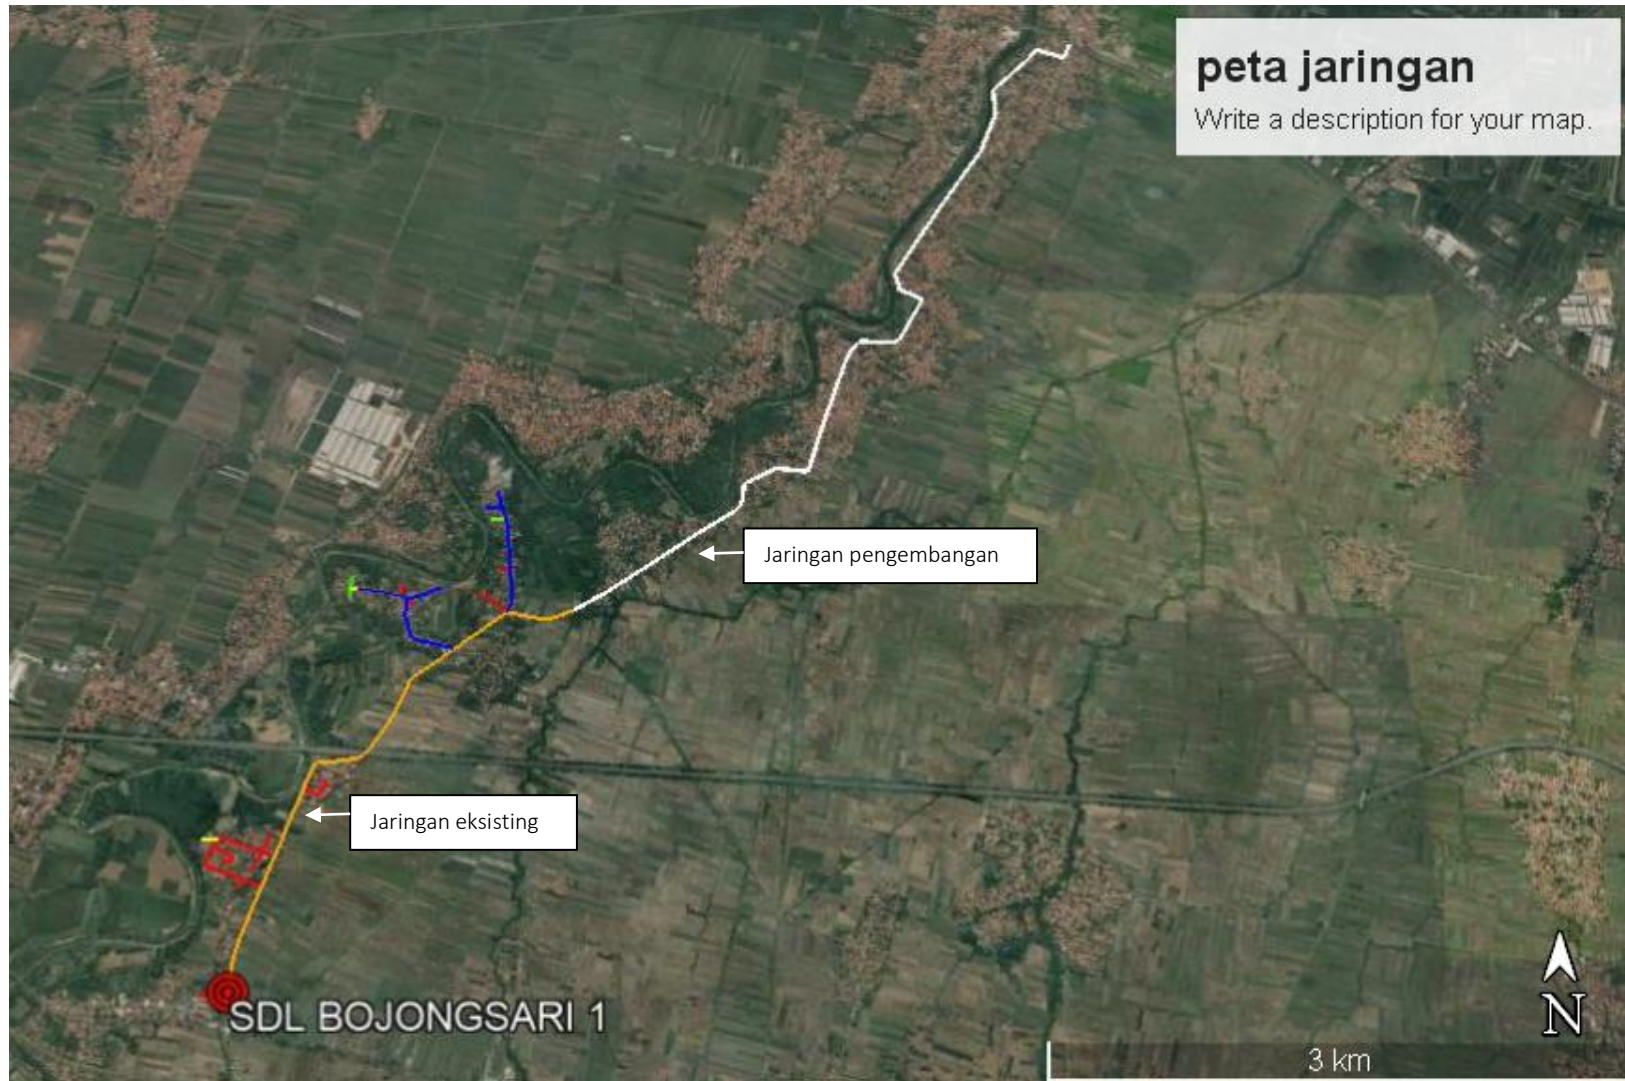 peta jaringan
Write a description for your map.
Jaringan pengembangan
Jaringan eksisting
SDL BOJONGSARI 1
N
3 km